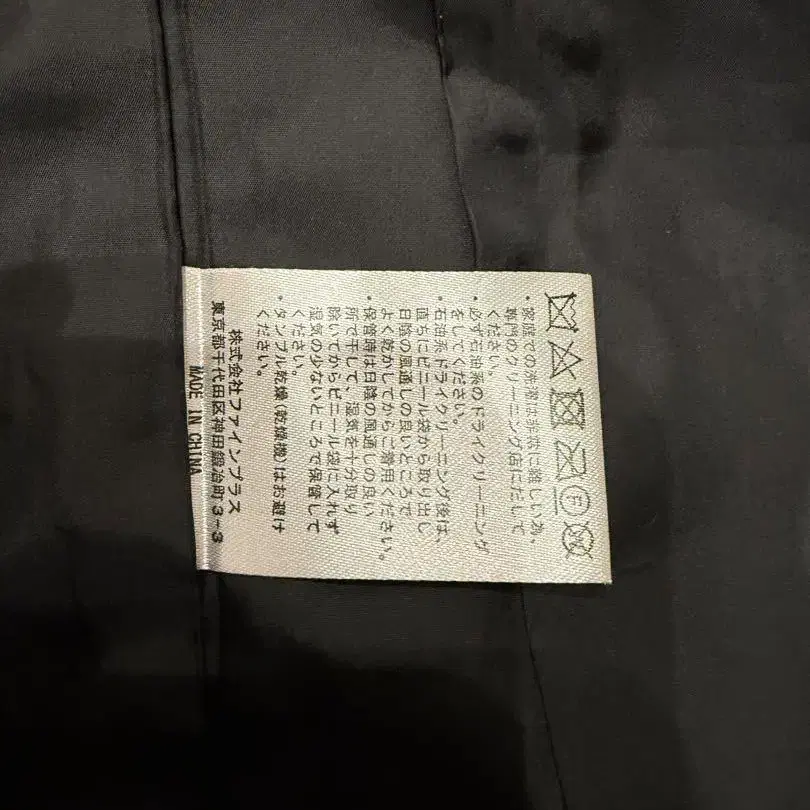 ・家庭での洗濯は非常に難しい為、
専門のクリーニング店にだして
ください。
・必ず石油系のドライクリーニング
をしてください。
・石油系ドライクリーニング後は、
直ちにビニール袋から取り出し
日陰の風通しの良いところで
よく乾かしてからご着用ください。
・保管時は日陰の風通しの良い
所で干して、湿気を十分取り
除いてからビニール袋に入れず
湿気の少ないところで保管して
ください。
・タンブル乾燥(乾燥機)はお避け
ください。
株式会社ファインプラス
東京都千代田区神田鍛冶町3-3
MADE IN CHINA